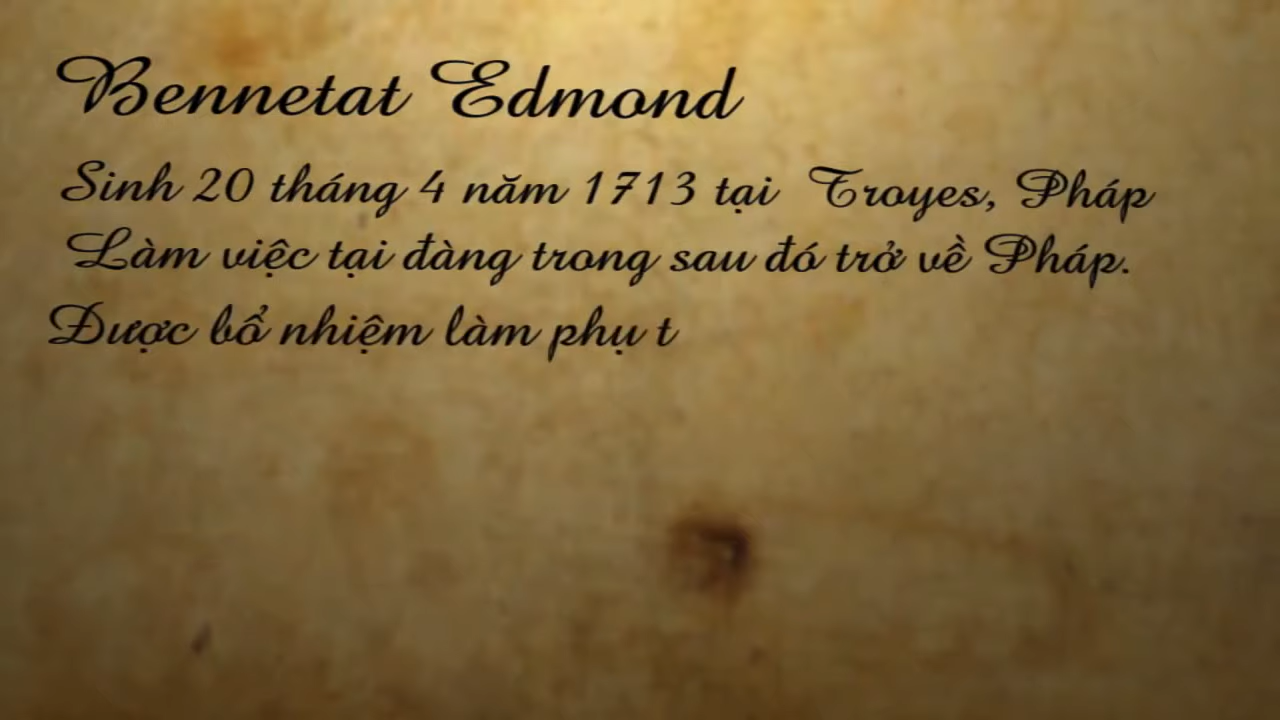 Bennetat Edmond
Sinh 20 tháng 4 năm 1713 tại Troyes, Pháp
Làm việc tại đàng trong sau đó trở về Pháp.
Được bổ nhiệm làm phụ t